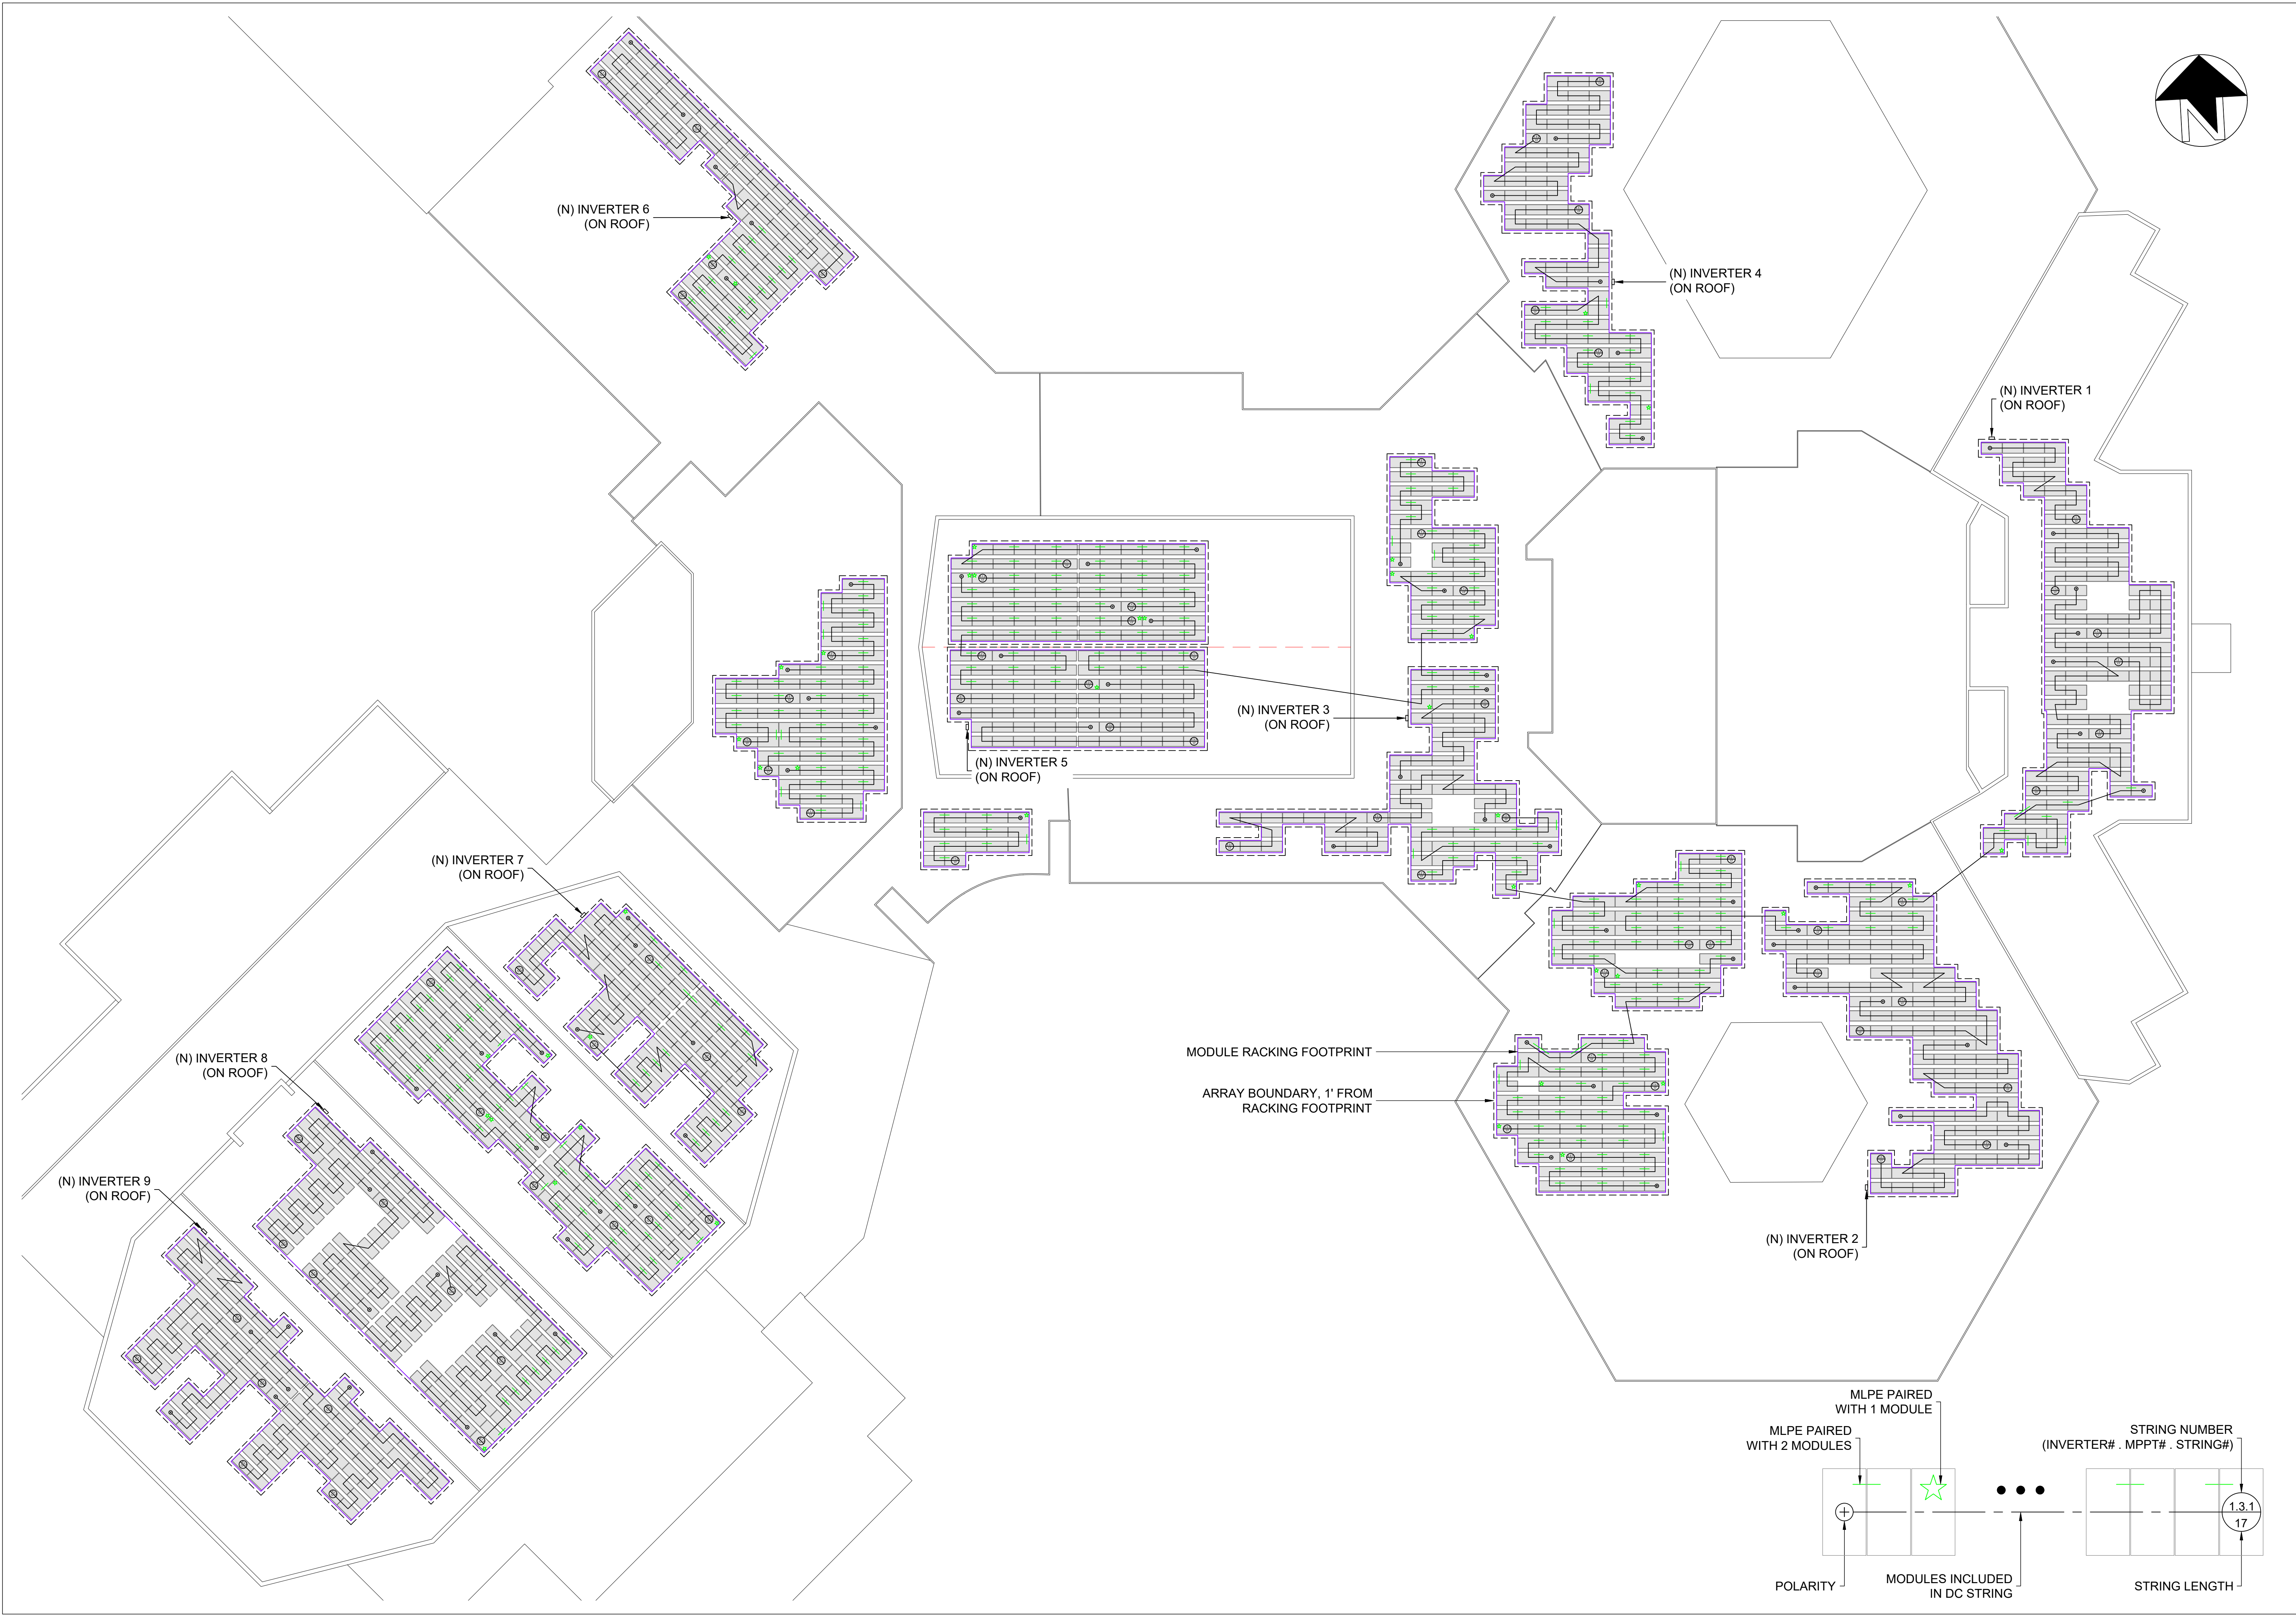 N
(N) INVERTER 6
(ON ROOF)
(N) INVERTER 4
(ON ROOF)
(N) INVERTER 1
(ON ROOF)
(N) INVERTER 3
(ON ROOF)
(N) INVERTER 5
(ON ROOF)
(N) INVERTER 7
(ON ROOF)
(N) INVERTER 8
(ON ROOF)
(N) INVERTER 9
(ON ROOF)
MODULE RACKING FOOTPRINT
ARRAY BOUNDARY, 1' FROM
RACKING FOOTPRINT
(N) INVERTER 2
(ON ROOF)
MLPE PAIRED
WITH 1 MODULE
MLPE PAIRED
WITH 2 MODULES
STRING NUMBER
(INVERTER# . MPPT# . STRING#)
1.3.1
17
POLARITY
MODULES INCLUDED
IN DC STRING
STRING LENGTH